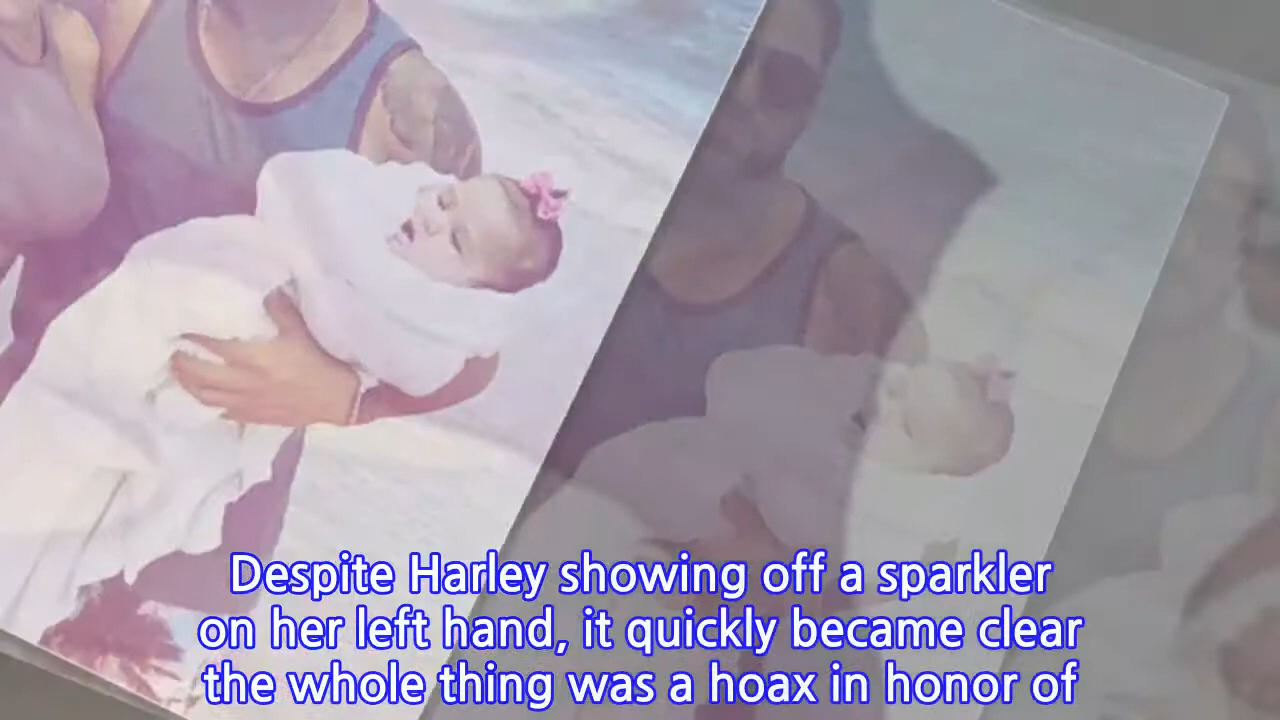 Despite Harley showing off a sparkler
on her left hand, it quickly became clear
the whole thing was a hoax in honor of